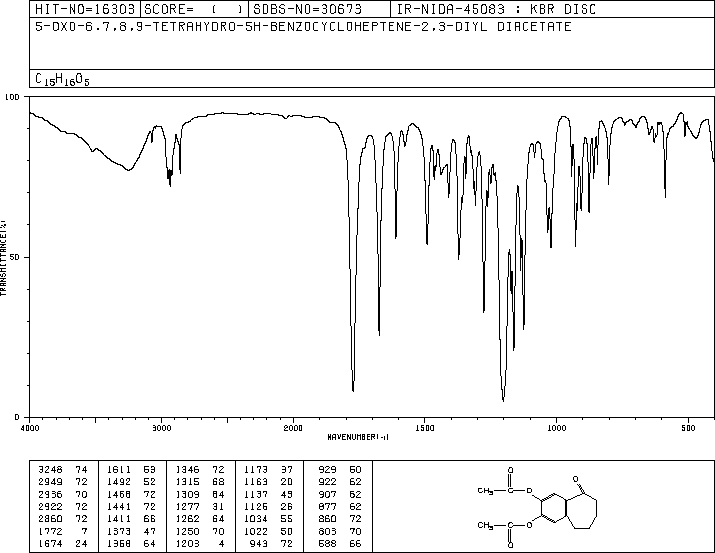 HIT-NO=16303 SCORE= ( ) SDBS-NO=30673 IR-NIDA-45083 : KBR DISC
5-OXO-6,7,8,9-TETRAHYDRO-5H-BENZOCYCLOHEPTENE-2,3-DIYL DIACETATE
C15H16O5
100
50
0
TRANSMITTANCE(%)
4000 3000 2000 1500 1000 500
WAVENUMBER(-1)
3248 74 1611 53 1346 72 1173 37 929 50
2949 72 1492 52 1315 68 1163 20 922 62
2936 70 1468 72 1309 64 1137 49 907 62
2922 72 1441 72 1277 31 1126 26 877 62
2860 72 1411 66 1262 64 1034 55 860 72
1772 7 1373 47 1250 70 1022 50 803 70
1674 24 1368 64 1203 4 943 72 588 66
O
O
CH3 C O
CH3 C O
O